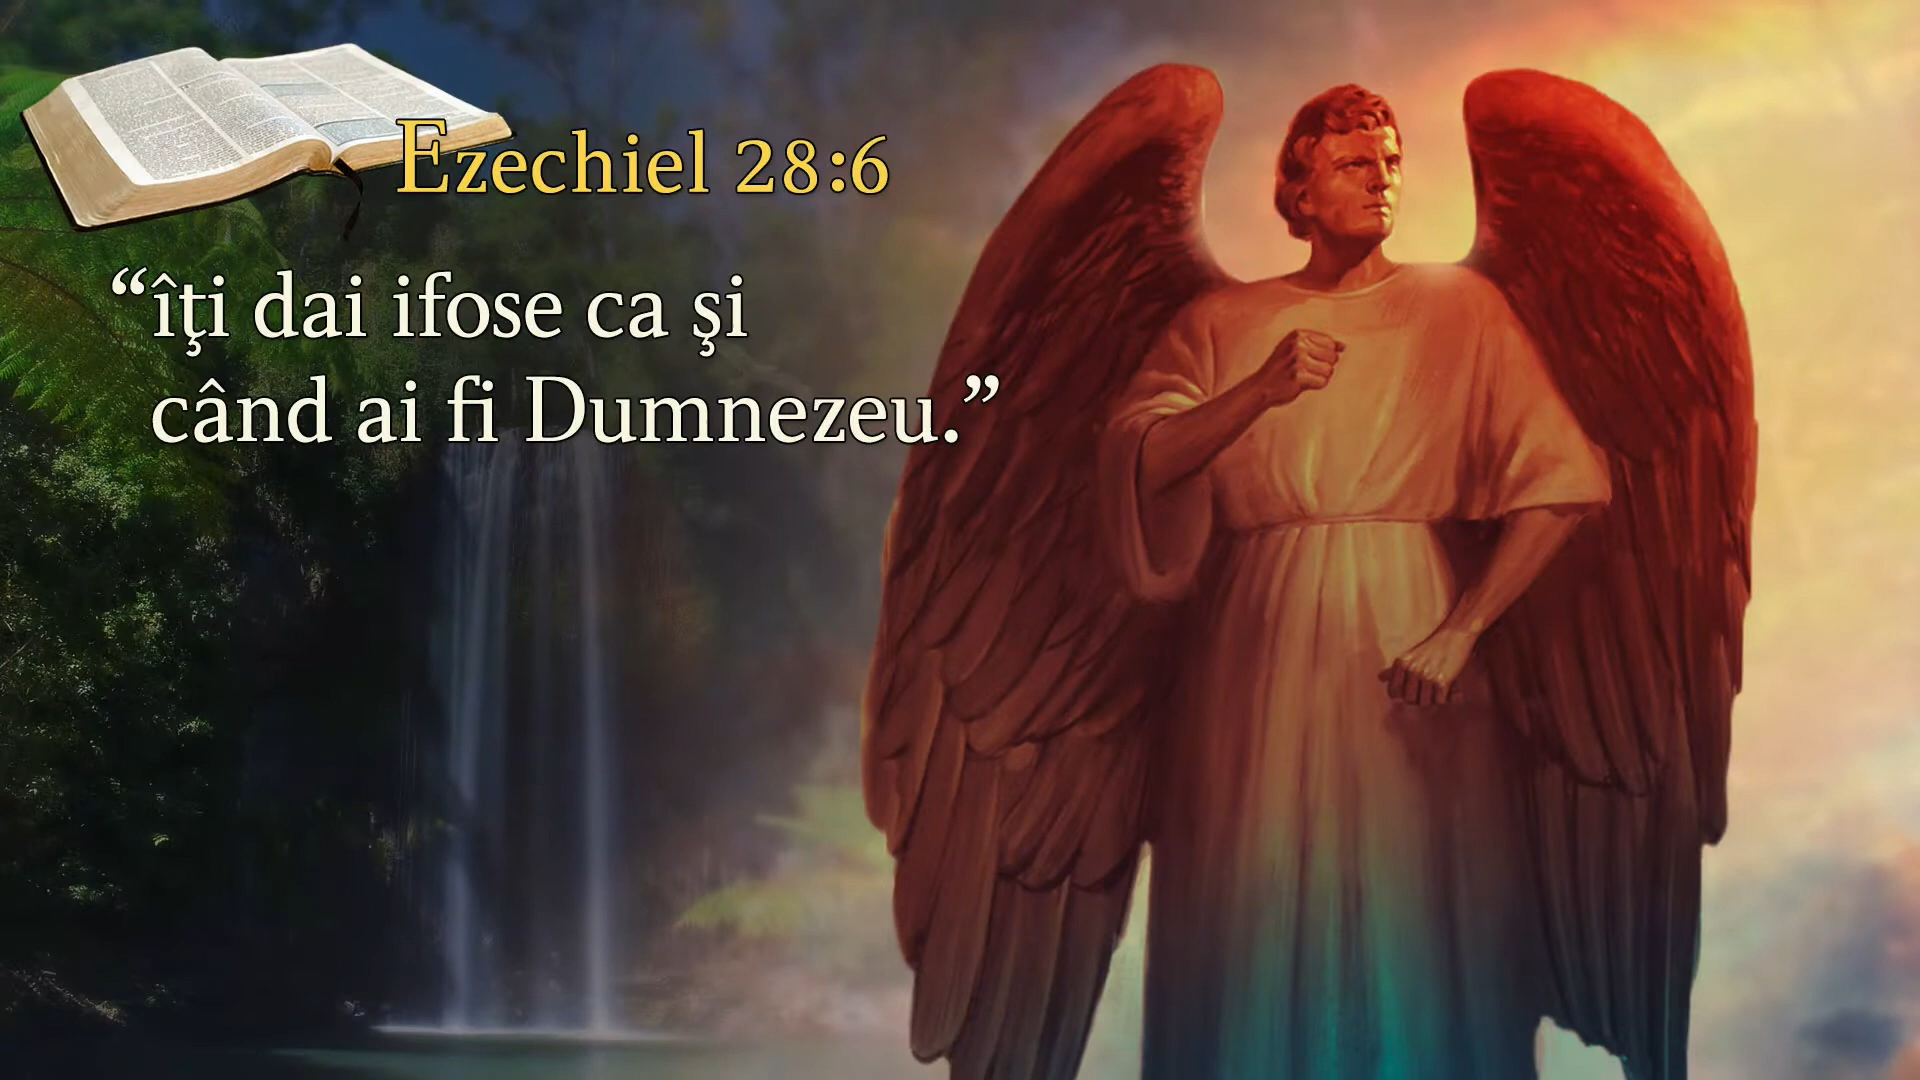 Ezechiel 28:6
“îţi dai ifose ca şi
când ai fi Dumnezeu.”